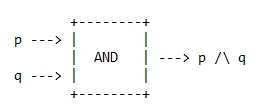 +--------+
p ---> |        |
       |  AND   | ---> p /\ q
q ---> |        |
+--------+